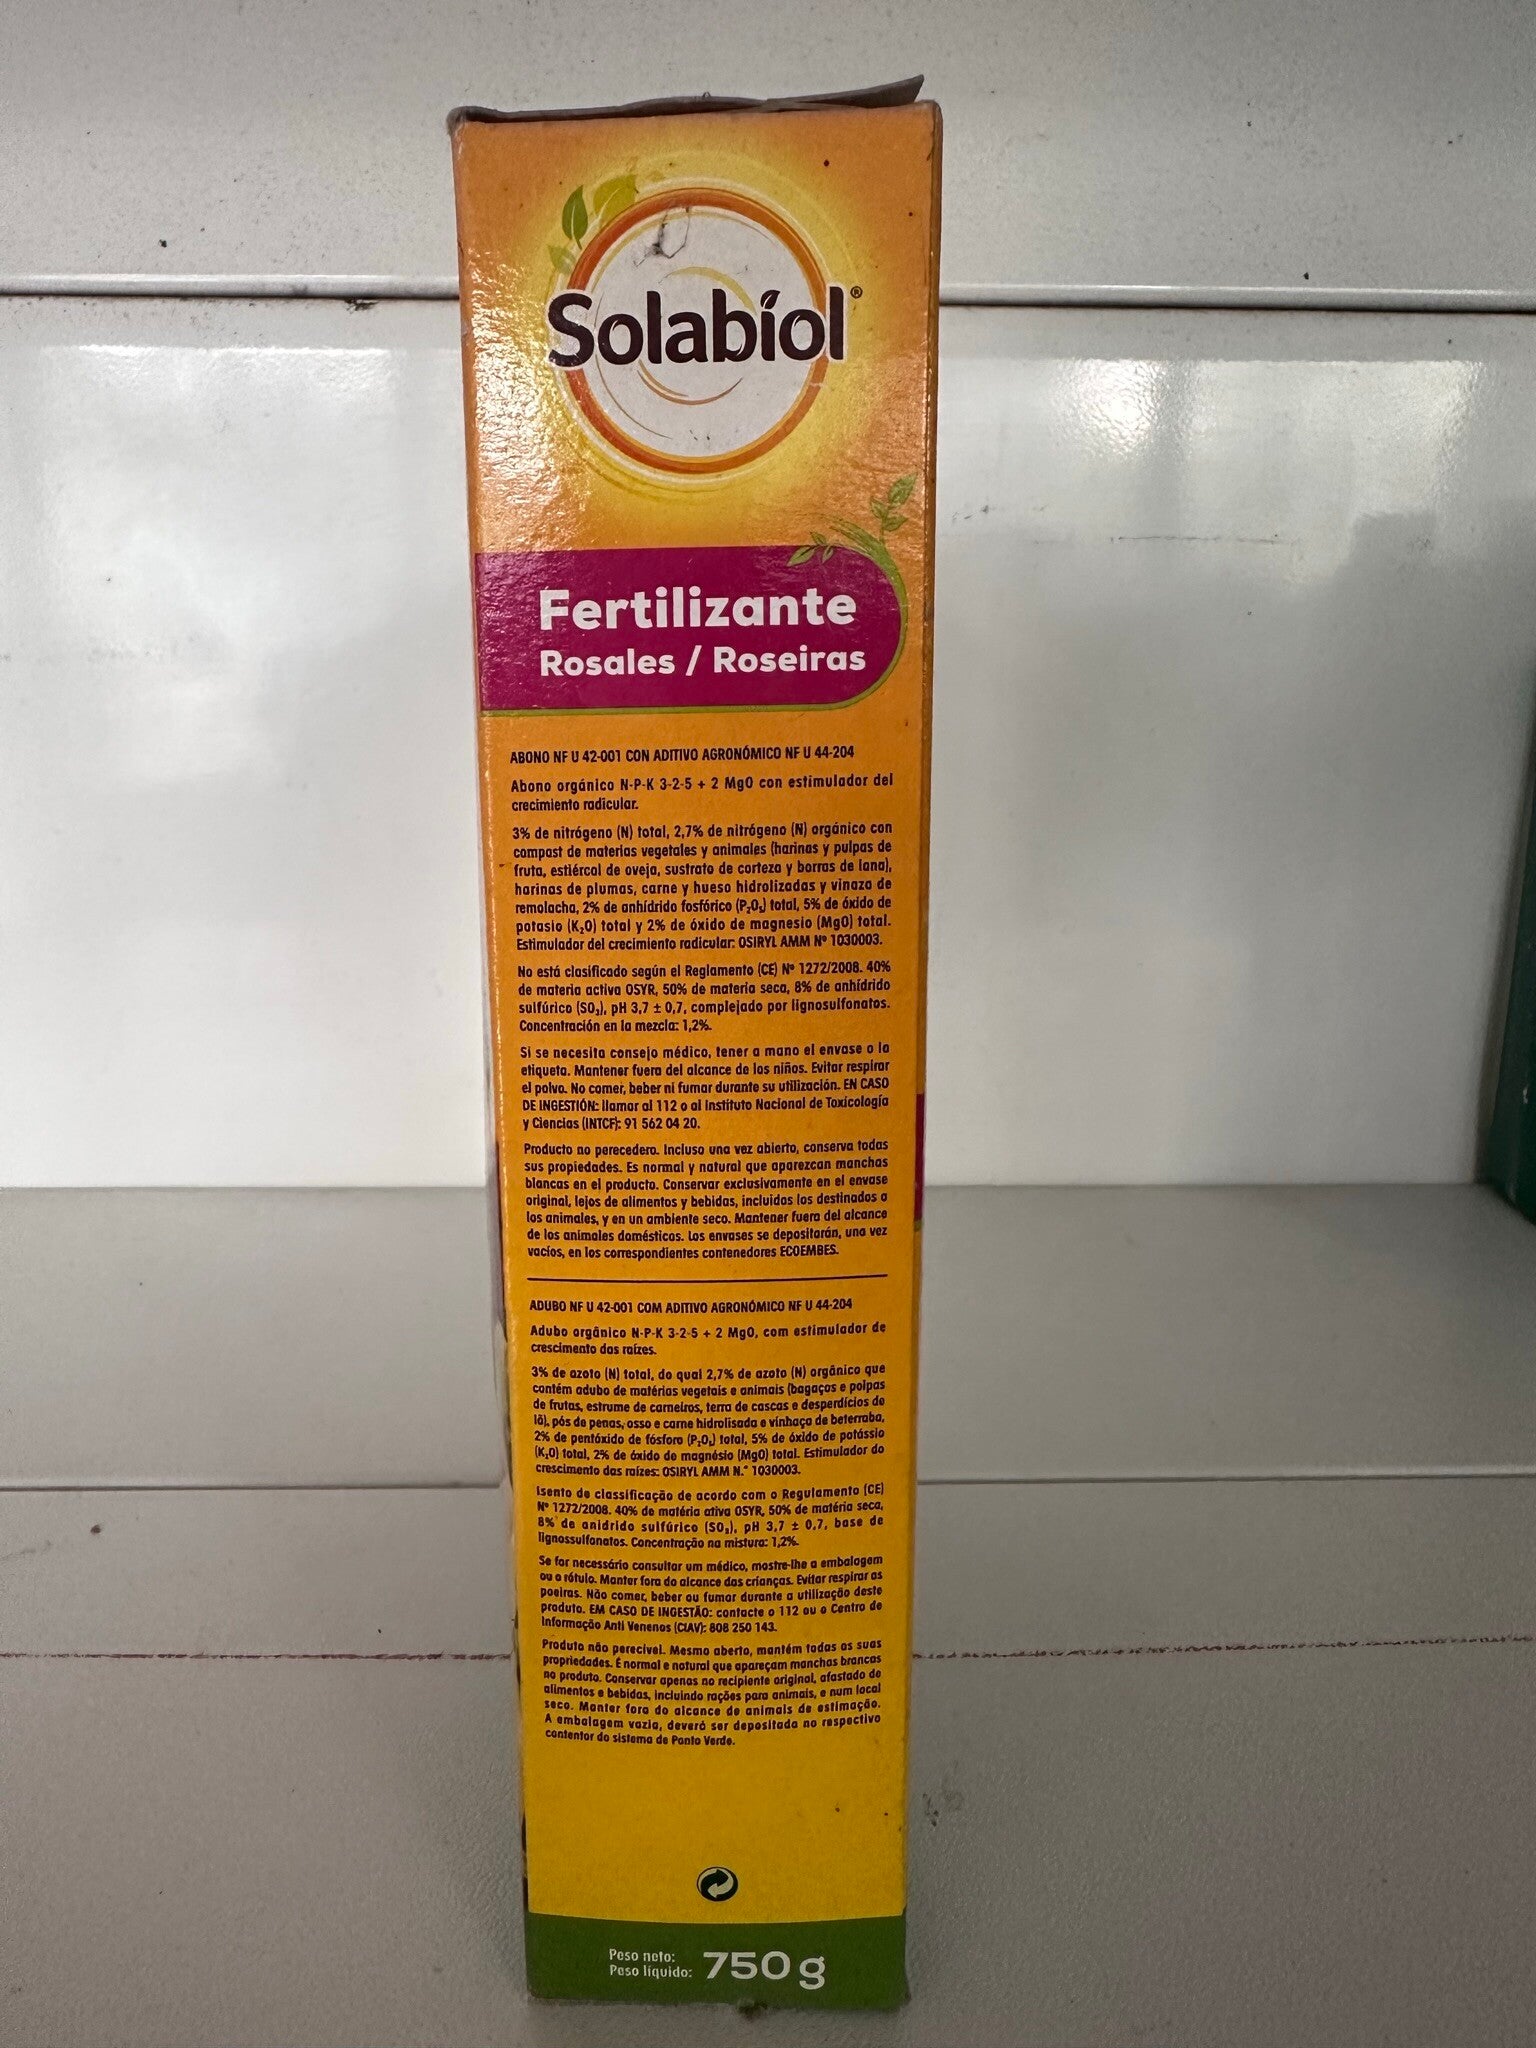 Solabiol®
Fertilizante
Rosales / Roseiras
ABONO NF U 42-001 CON ADITIVO AGRONÓMICO NF U 44-204
Abono orgánico N-P-K 3-2-5 + 2 MgO con estimulador del
crecimiento radicular.
3% de nitrógeno (N) total, 2,7% de nitrógeno (N) orgánico con
compost de materias vegetales y animales (harinas y pulpas de
fruta, estiércol de oveja, sustrato de corteza y borras de lana),
harinas de plumas, carne y hueso hidrolizadas y vinaza de
remolacha, 2% de anhídrido fosfórico (P₂O₅) total, 5% de óxido de
potasio (K₂O) total y 2% de óxido de magnesio (MgO) total.
Estimulador del crecimiento radicular: OSIRYL AMM Nº 1030003.
No está clasificado según el Reglamento (CE) Nº 1272/2008. 40%
de materia activa OSYR, 50% de materia seca, 8% de anhídrido
sulfúrico (SO₃), pH 3,7 ± 0,7, complejado por lignosulfonatos.
Concentración en la mezcla: 1,2%.
Si se necesita consejo médico, tener a mano el envase o la
etiqueta. Mantener fuera del alcance de los niños. Evitar respirar
el polvo. No comer, beber ni fumar durante su utilización. EN CASO
DE INGESTIÓN: llamar al 112 o al Instituto Nacional de Toxicología
y Ciencias (INTCF): 91 562 04 20.
Producto no perecedero. Incluso una vez abierto, conserva todas
sus propiedades. Es normal y natural que aparezcan manchas
blancas en el producto. Conservar exclusivamente en el envase
original, lejos de alimentos y bebidas, incluidos los destinados a
los animales, y en un ambiente seco. Mantener fuera del alcance
de los animales domésticos. Los envases se depositarán, una vez
vacíos, en los correspondientes contenedores ECOEMBES.
ADUBO NF U 42-001 COM ADITIVO AGRONÓMICO NF U 44-204
Adubo orgânico N-P-K 3-2-5 + 2 MgO, com estimulador de
crescimento das raízes.
3% de azoto (N) total, do qual 2,7% de azoto (N) orgânico que
contém adubo de matérias vegetais e animais (bagaços e polpas
de frutas, estrume de carneiros, terra de cascas e desperdícios de
lã), pós de penas, osso e carne hidrolisada e vinhaça de beterraba,
2% de pentóxido de fósforo (P₂O₅) total, 5% de óxido de potássio
(K₂O) total, 2% de óxido de magnésio (MgO) total. Estimulador do
crescimento das raízes: OSIRYL AMM N.° 1030003.
Isento de classificação de acordo com o Regulamento (CE)
Nº 1272/2008. 40% de matéria ativa OSYR, 50% de matéria seca,
8% de anidrido sulfúrico (SO₃), pH 3,7 ± 0,7, base de
lignossulfonatos. Concentração na mistura: 1,2%.
Se for necessário consultar um médico, mostre-lhe a embalagem
ou o rótulo. Manter fora do alcance das crianças. Evitar respirar as
poeiras. Não comer, beber ou fumar durante a utilização deste
produto. EM CASO DE INGESTÃO: contacte o 112 ou o Centro de
Informação Anti Venenos (CIAV): 808 250 143.
Produto não perecível. Mesmo aberto, mantém todas as suas
propriedades. É normal e natural que apareçam manchas brancas
no produto. Conservar apenas no recipiente original, afastado de
alimentos e bebidas, incluindo rações para animais, e num local
seco. Manter fora do alcance de animais de estimação.
A embalagem vazia, deverá ser depositada no respectivo
contentor do sistema de Ponto Verde.
Peso neto:
Peso líquido: 750 g